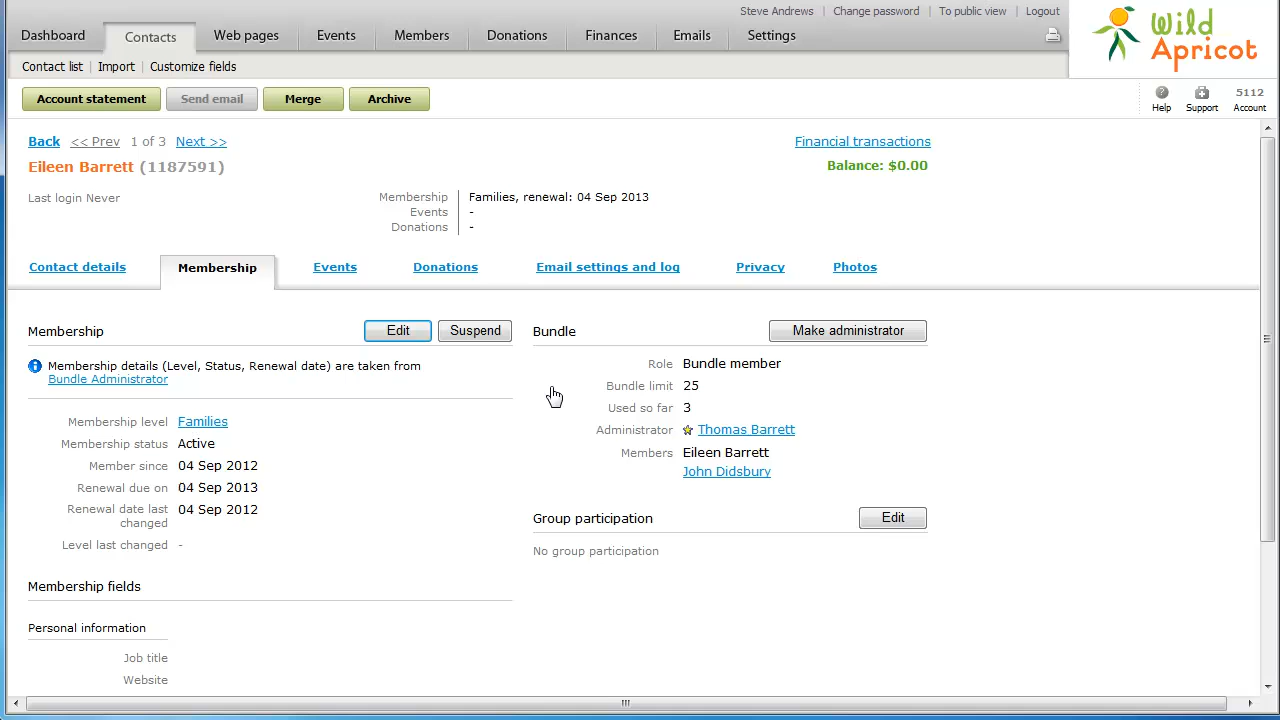 Steve Andrews Change password To public view Logout
Dashboard Contacts Web pages Events Members Donations Finances Emails Settings
Wild Apricot
Contact list Import Customize fields
Account statement Send email Merge Archive
Help Support 5112 Account
Back << Prev 1 of 3 Next >> Financial transactions
Eileen Barrett (1187591) Balance: $0.00
Last login Never
Membership Families, renewal: 04 Sep 2013
Events -
Donations -
Contact details Membership Events Donations Email settings and log Privacy Photos
Membership Edit Suspend
Membership details (Level, Status, Renewal date) are taken from
Bundle Administrator
Membership level Families
Membership status Active
Member since 04 Sep 2012
Renewal due on 04 Sep 2013
Renewal date last changed 04 Sep 2012
Level last changed -
Membership fields
Personal information
Job title
Website
Bundle Make administrator
Role Bundle member
Bundle limit 25
Used so far 3
Administrator Thomas Barrett
Members Eileen Barrett
John Didsbury
Group participation Edit
No group participation